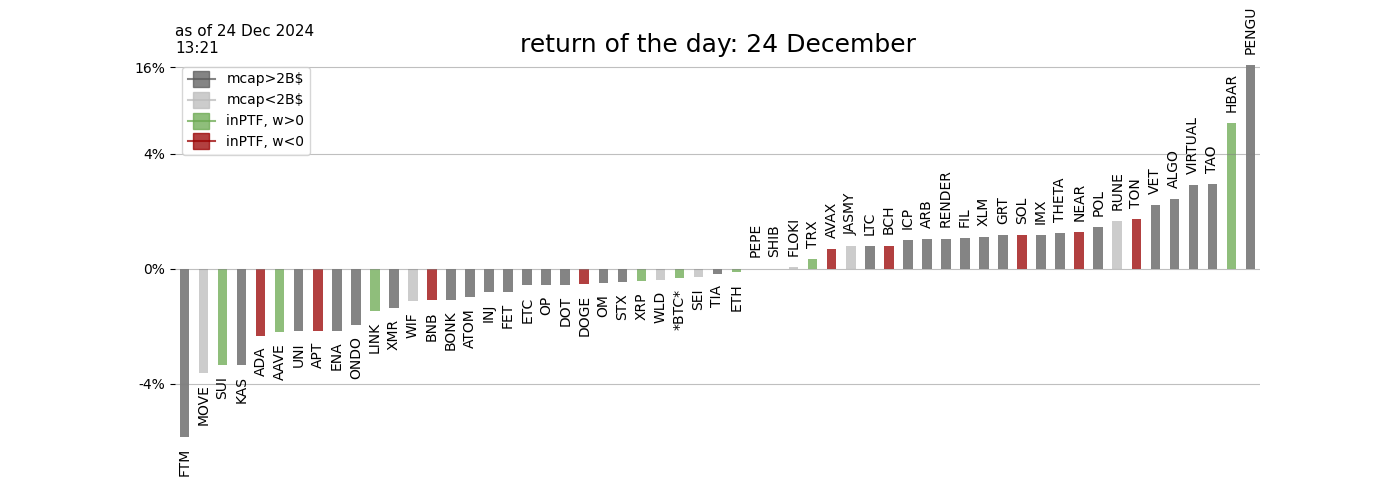 as of 24 Dec 2024
13:21
return of the day: 24 December
16%
4%
0%
-4%
mcap>2B$
mcap<2B$
inPTF, w>0
inPTF, w<0
FTM
MOVE
SUI
KAS
ADA
AAVE
UNI
APT
ENA
ONDO
LINK
XMR
WIF
BNB
BONK
ATOM
INJ
FET
ETC
OP
DOT
DOGE
OM
STX
XRP
WLD
*BTC*
SEI
TIA
ETH
PEPE
SHIB
FLOKI
TRX
AVAX
JASMY
LTC
BCH
ICP
ARB
RENDER
FIL
XLM
GRT
SOL
IMX
THETA
NEAR
POL
RUNE
TON
VET
ALGO
VIRTUAL
TAO
HBAR
PENGU